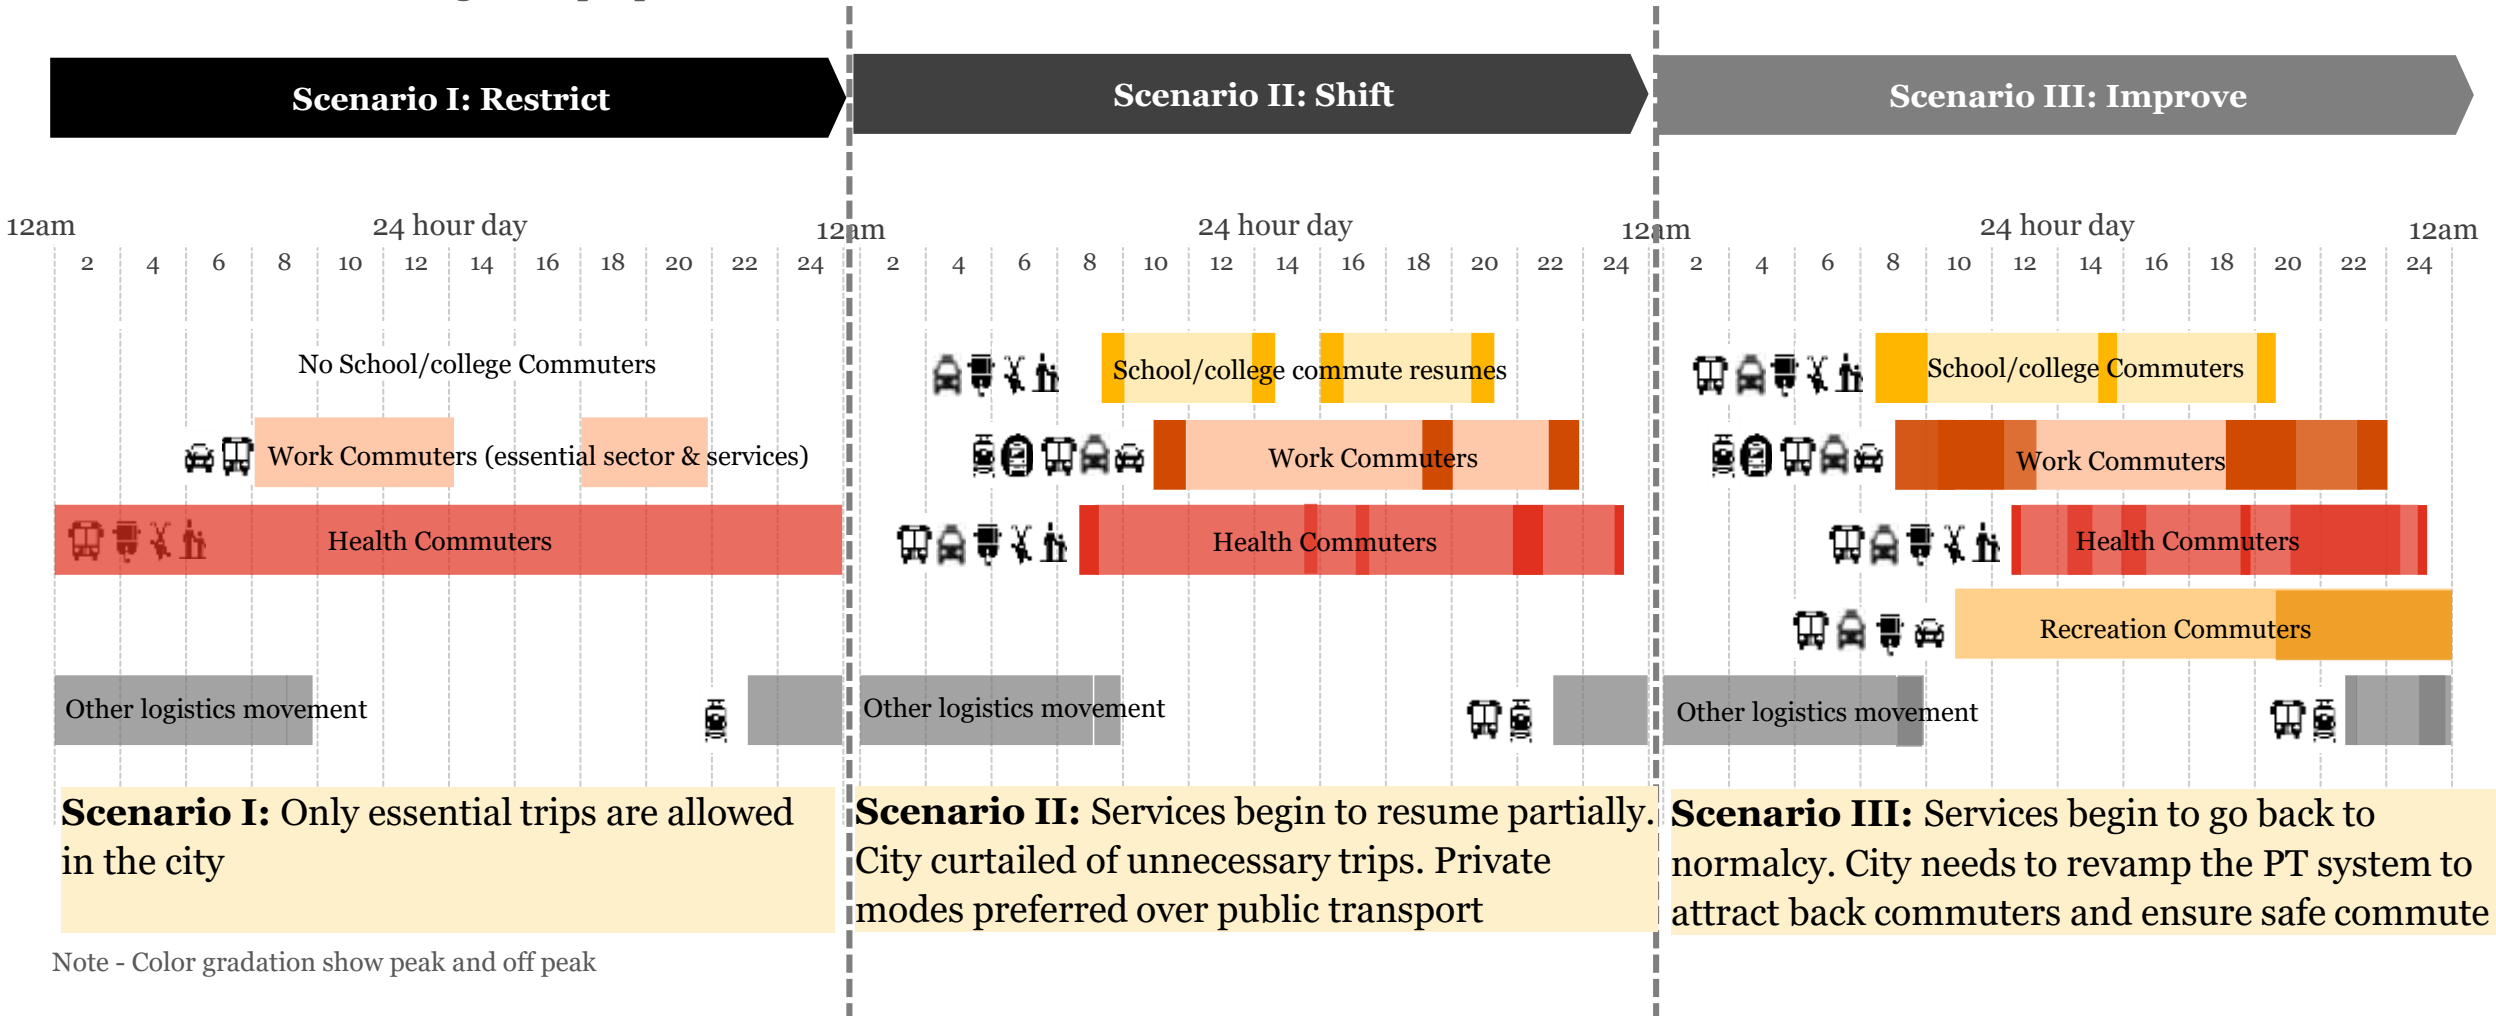 Scenario I: Restrict
Scenario II: Shift
Scenario III: Improve
12am 24 hour day 12am 24 hour day 12am 24 hour day 12am
2 4 6 8 10 12 14 16 18 20 22 24 2 4 6 8 10 12 14 16 18 20 22 24 2 4 6 8 10 12 14 16 18 20 22 24
No School/college Commuters
School/college commute resumes
School/college Commuters
Work Commuters (essential sector & services)
Work Commuters
Work Commuters
Health Commuters
Health Commuters
Health Commuters
Recreation Commuters
Other logistics movement
Other logistics movement
Other logistics movement
Scenario I: Only essential trips are allowed
in the city
Scenario II: Services begin to resume partially.
City curtailed of unnecessary trips. Private
modes preferred over public transport
Scenario III: Services begin to go back to
normalcy. City needs to revamp the PT system to
attract back commuters and ensure safe commute
Note - Color gradation show peak and off peak